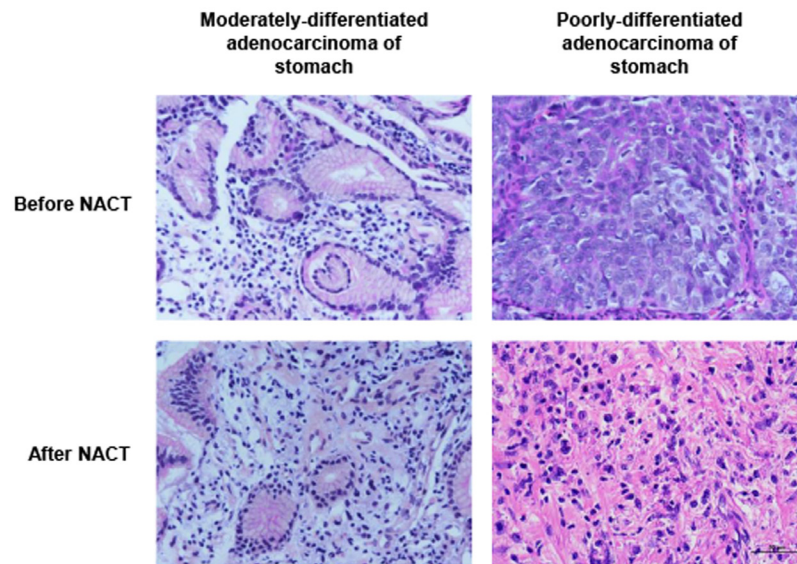 Moderately-differentiated
adenocarcinoma of
stomach
Poorly-differentiated
adenocarcinoma of
stomach
Before NACT
After NACT